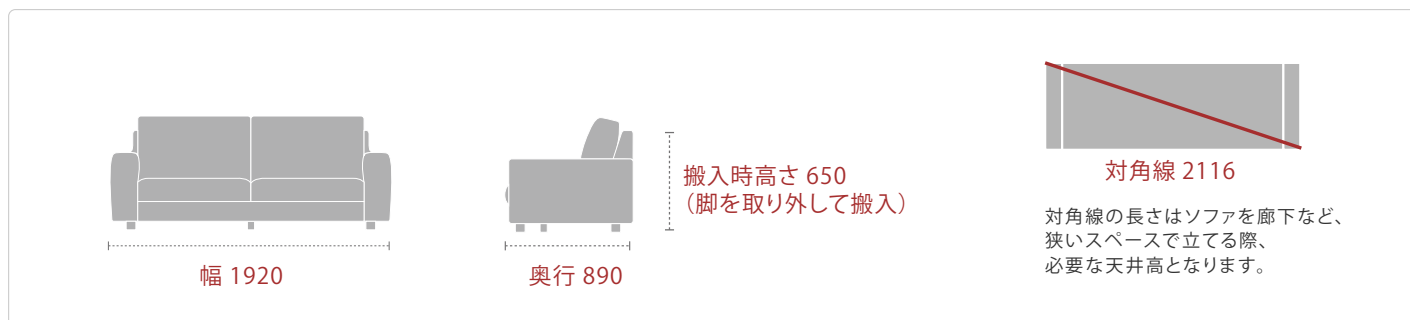 幅 1920
奥行 890
搬入時高さ 650
（脚を取り外して搬入）
対角線 2116
対角線の長さはソファを廊下など、
狭いスペースで立てる際、
必要な天井高となります。